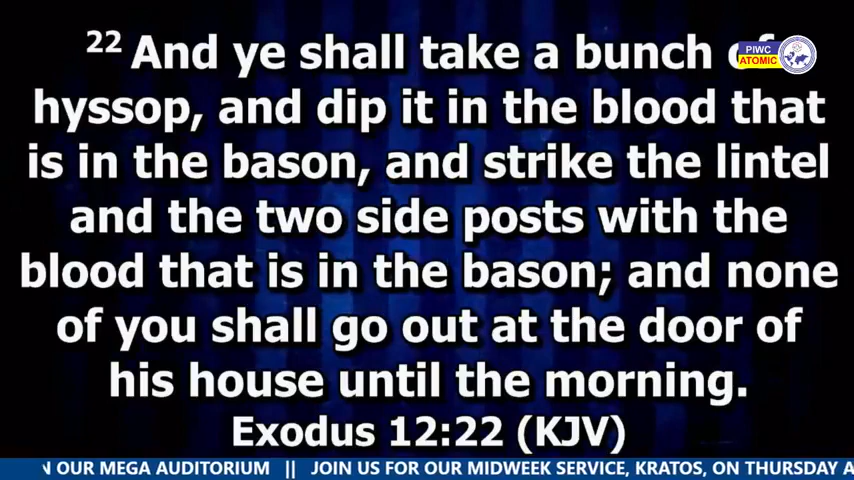 22 And ye shall take a bunch of
hyssop, and dip it in the blood that
is in the bason, and strike the lintel
and the two side posts with the
blood that is in the bason; and none
of you shall go out at the door of
his house until the morning.
Exodus 12:22 (KJV)
PIWC
ATOMIC
N OUR MEGA AUDITORIUM || JOIN US FOR OUR MIDWEEK SERVICE, KRATOS, ON THURSDAY A